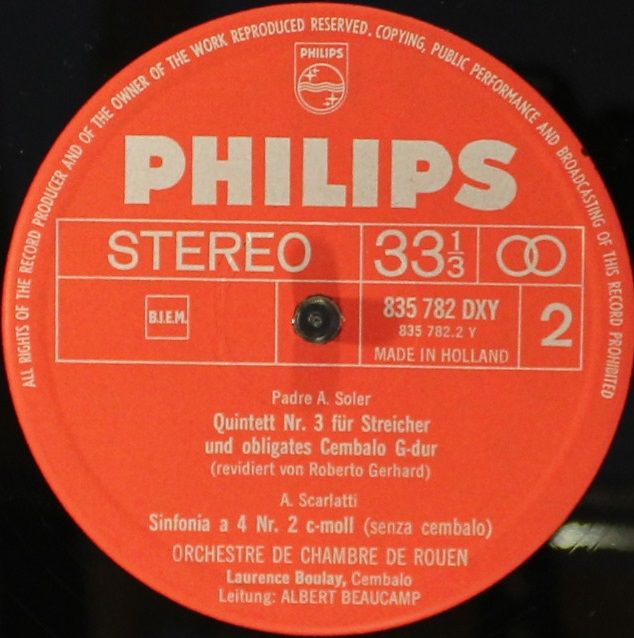 ALL RIGHTS OF THE RECORD PRODUCER AND OF THE OWNER OF THE WORK REPRODUCED RESERVED. COPYING, PUBLIC PERFORMANCE AND BROADCASTING OF THIS RECORD PROHIBITED
PHILIPS
PHILIPS
STEREO 33 1/3
B.I.E.M. 835 782 DXY 2
835 782.2 Y
MADE IN HOLLAND
Padre A. Soler
Quintett Nr. 3 für Streicher
und obligates Cembalo G-dur
(revidiert von Roberto Gerhard)
A. Scarlatti
Sinfonia a 4 Nr. 2 c-moll (senza cembalo)
ORCHESTRE DE CHAMBRE DE ROUEN
Laurence Boulay, Cembalo
Leitung: ALBERT BEAUCAMP